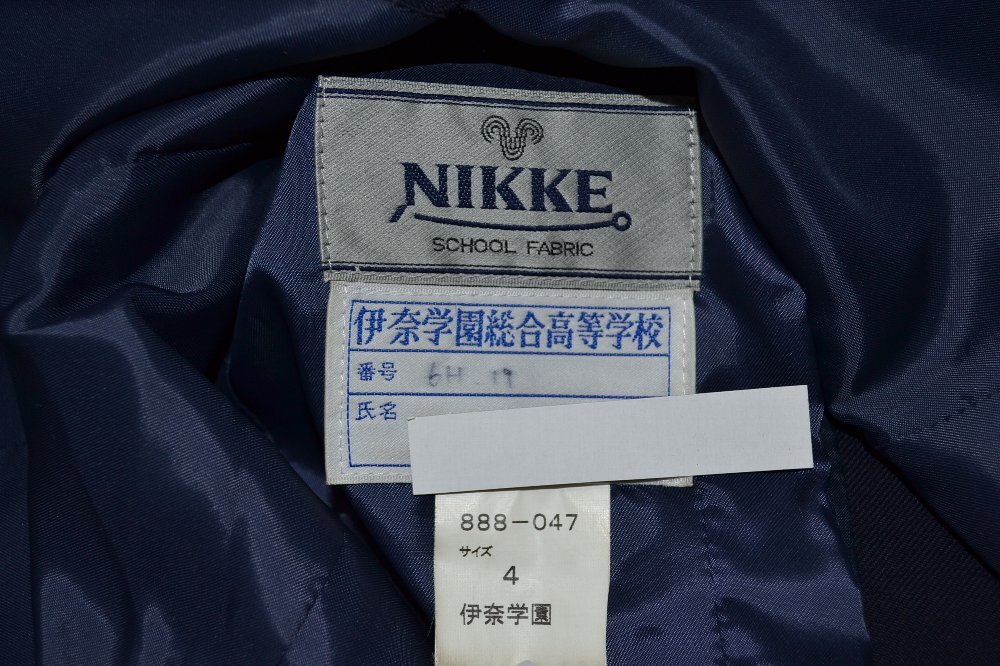 NIKKE
SCHOOL FABRIC
伊奈学園総合高等学校
番号 6H.19
氏名
888-047
サイズ
4
伊奈学園